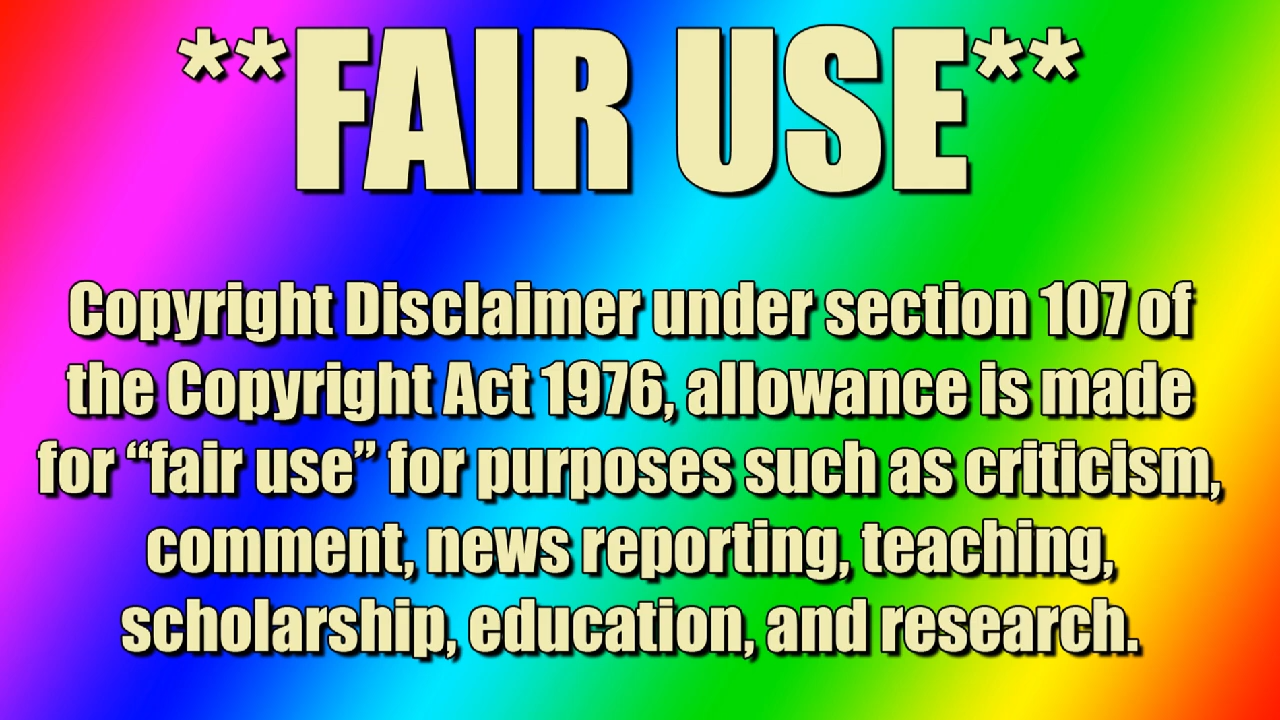 **FAIR USE**
Copyright Disclaimer under section 107 of
the Copyright Act 1976, allowance is made
for “fair use” for purposes such as criticism,
comment, news reporting, teaching,
scholarship, education, and research.